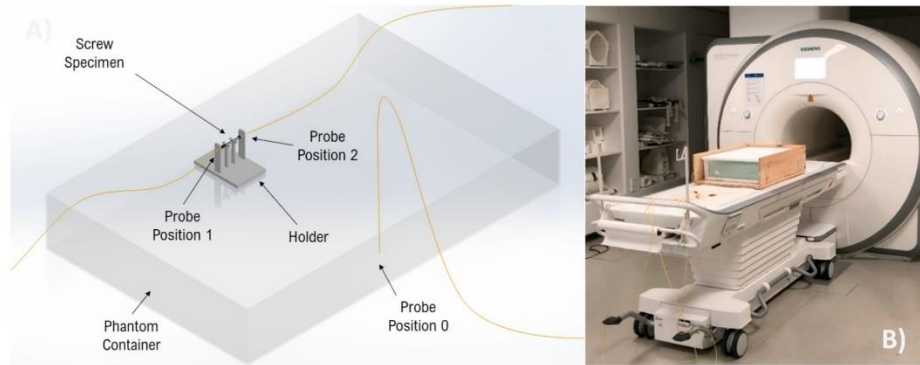 A)
Screw
Specimen
Probe
Position 2
Probe
Position 1
Holder
Probe
Position 0
Phantom
Container
SIEMENS
B)